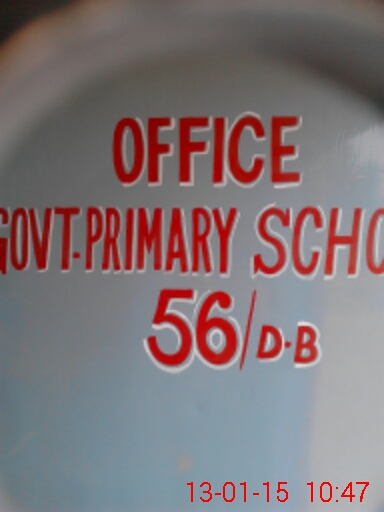 OFFICE
GOVT.PRIMARY SCHO
56/D.B
13-01-15 10:47